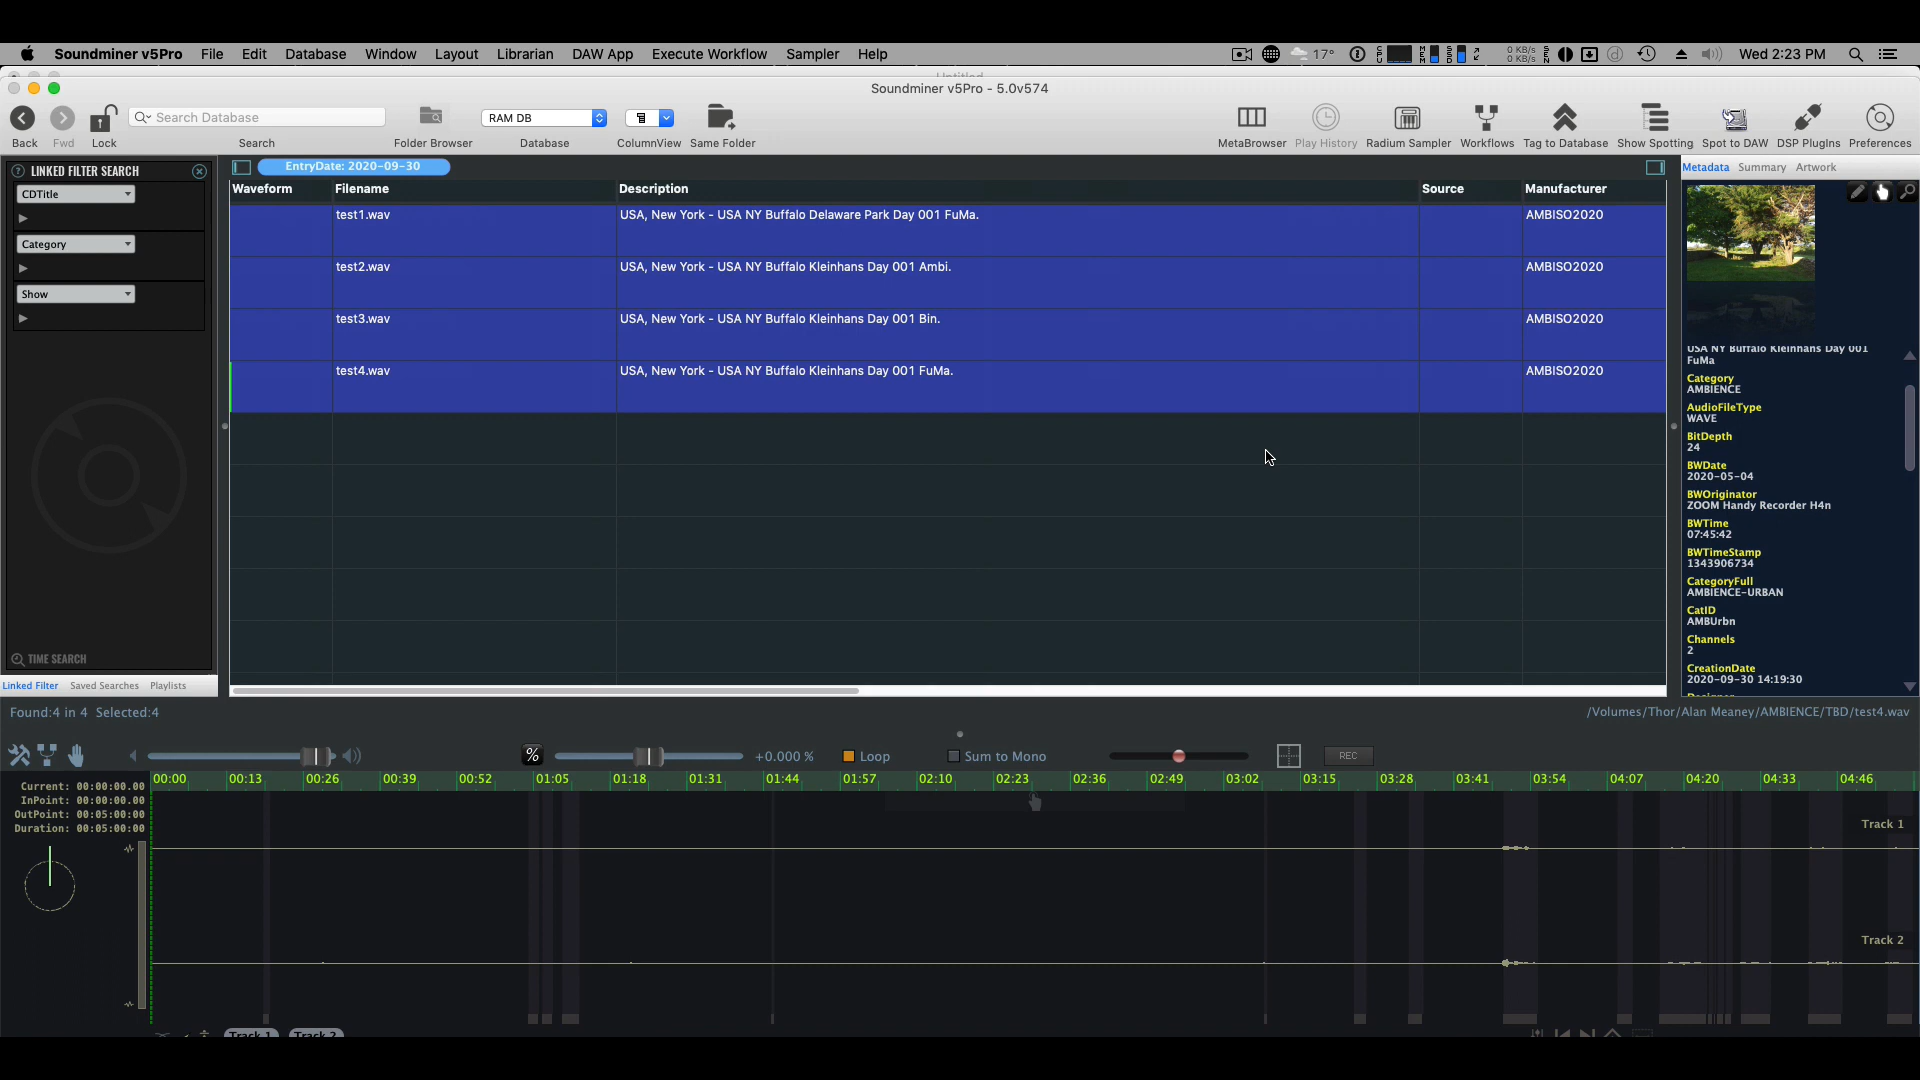 Soundminer v5Pro File Edit Database Window Layout Librarian DAW App Execute Workflow Sampler Help
17° 0 KB/s 0 KB/s Wed 2:23 PM
Untitled
Soundminer v5Pro - 5.0v574
Search Database RAM DB
Back Fwd Lock Search Folder Browser Database ColumnView Same Folder MetaBrowser Play History Radium Sampler Workflows Tag to Database Show Spotting Spot to DAW DSP PlugIns Preferences
LINKED FILTER SEARCH
CDTitle
Category
Show
TIME SEARCH
Linked Filter Saved Searches Playlists
EntryDate: 2020-09-30
Waveform Filename Description Source Manufacturer
test1.wav USA, New York - USA NY Buffalo Delaware Park Day 001 FuMa. AMBISO2020
test2.wav USA, New York - USA NY Buffalo Kleinhans Day 001 Ambi. AMBISO2020
test3.wav USA, New York - USA NY Buffalo Kleinhans Day 001 Bin. AMBISO2020
test4.wav USA, New York - USA NY Buffalo Kleinhans Day 001 FuMa. AMBISO2020
Metadata Summary Artwork
USA NY Buffalo Kleinhans Day 001
FuMa
Category
AMBIENCE
AudioFileType
WAVE
BitDepth
24
BWDate
2020-05-04
BWOriginator
ZOOM Handy Recorder H4n
BWTime
07:45:42
BWTimeStamp
1343906734
CategoryFull
AMBIENCE-URBAN
CatID
AMBUrbn
Channels
2
CreationDate
2020-09-30 14:19:30
Designer
Found:4 in 4 Selected:4
/Volumes/Thor/Alan Meaney/AMBIENCE/TBD/test4.wav
% +0.000 % Loop Sum to Mono REC
00:00 00:13 00:26 00:39 00:52 01:05 01:18 01:31 01:44 01:57 02:10 02:23 02:36 02:49 03:02 03:15 03:28 03:41 03:54 04:07 04:20 04:33 04:46
Current: 00:00:00.00
InPoint: 00:00:00.00
OutPoint: 00:05:00:00
Duration: 00:05:00:00
Track 1
Track 2
Track 1 Track 2